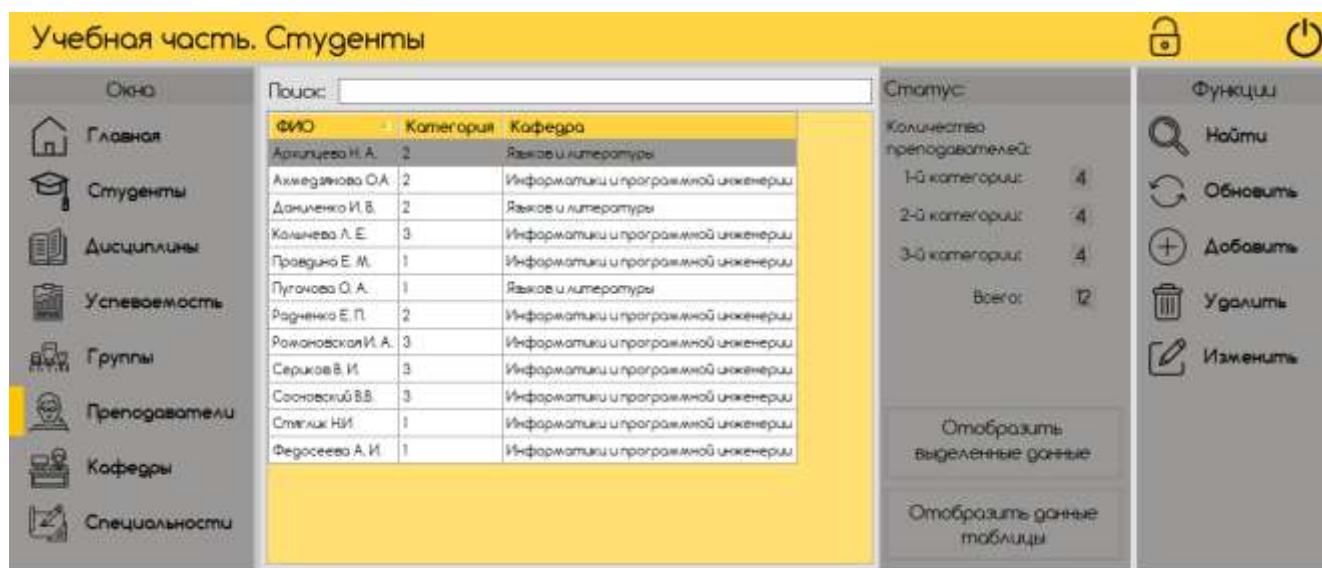 Учебная часть. Студенты
Окна
Главная
Студенты
Дисциплины
Успеваемость
Группы
Преподаватели
Кафедры
Специальности
Поиск:
ФИО Категория Кафедра
Архипцева Н. А. 2 Языков и литературы
Ахмедзянова О.А. 2 Информатики и программной инженерии
Даниленко И. В. 2 Языков и литературы
Колычева Л. Е. 3 Информатики и программной инженерии
Правдина Е. М. 1 Информатики и программной инженерии
Пугачова О. А. 1 Языков и литературы
Радченко Е. П. 2 Информатики и программной инженерии
Романовская И. А. 3 Информатики и программной инженерии
Сериков В. И. 3 Информатики и программной инженерии
Сосновский В.В. 3 Информатики и программной инженерии
Стяглик Н.И. 1 Информатики и программной инженерии
Федосеева А. И. 1 Информатики и программной инженерии
Статус:
Количество
преподавателей:
1-й категории: 4
2-й категории: 4
3-й категории: 4
Всего: 12
Отобразить
выделенные данные
Отобразить данные
таблицы
Функции
Найти
Обновить
Добавить
Удалить
Изменить